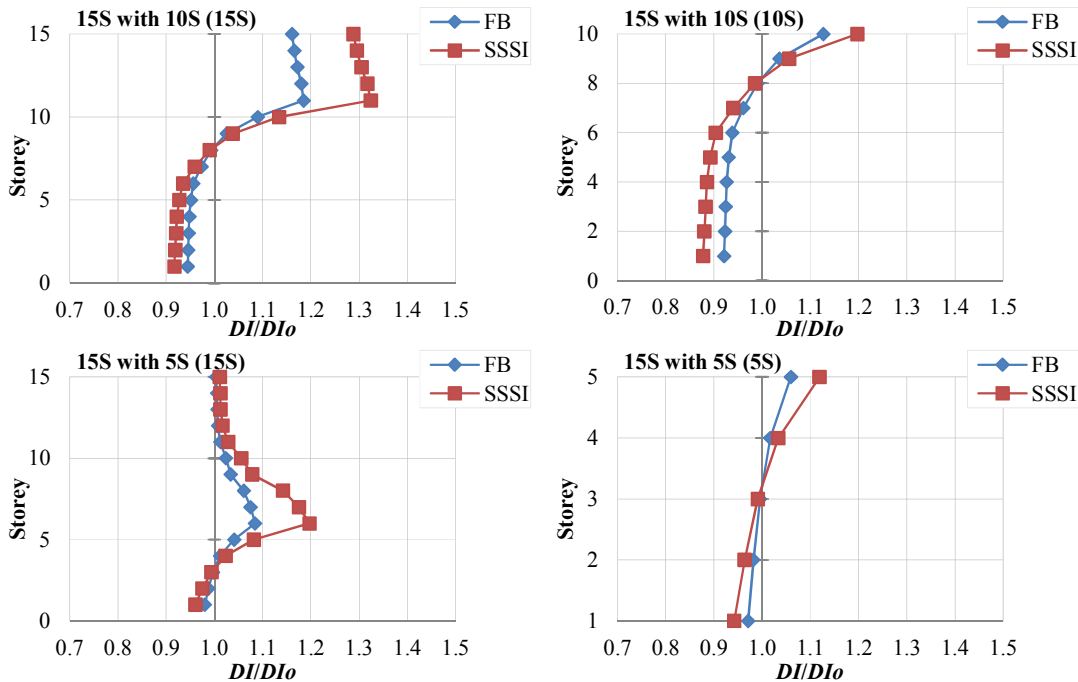 15S with 10S (15S)
FB
SSSI
15
10
5
0
Storey
0.7 0.8 0.9 1.0 1.1 1.2 1.3 1.4 1.5
DI/DIo
15S with 10S (10S)
FB
SSSI
10
8
6
4
2
0
Storey
0.7 0.8 0.9 1.0 1.1 1.2 1.3 1.4 1.5
DI/DIo
15S with 5S (15S)
FB
SSSI
15
10
5
0
Storey
0.7 0.8 0.9 1.0 1.1 1.2 1.3 1.4 1.5
DI/DIo
15S with 5S (5S)
FB
SSSI
5
4
3
2
1
Storey
0.7 0.8 0.9 1.0 1.1 1.2 1.3 1.4 1.5
DI/DIo